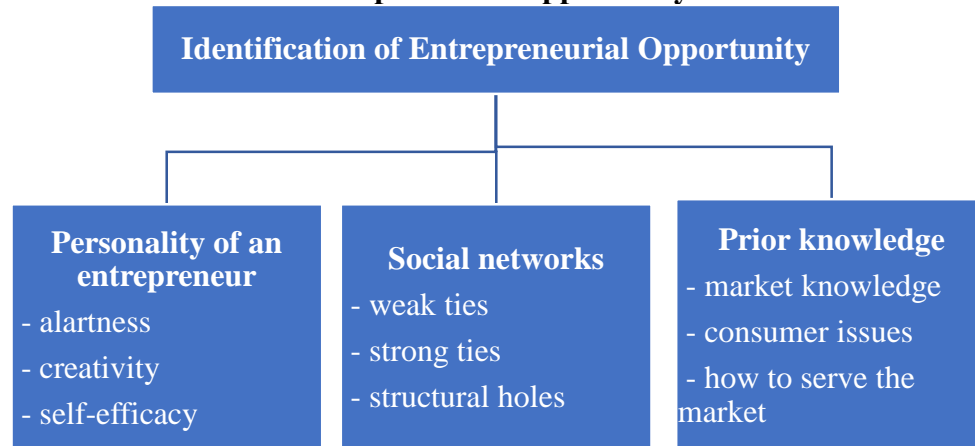 Identification of Entrepreneurial Opportunity
Personality of an
entrepreneur
- alartness
- creativity
- self-efficacy
Social networks
- weak ties
- strong ties
- structural holes
Prior knowledge
- market knowledge
- consumer issues
- how to serve the
market